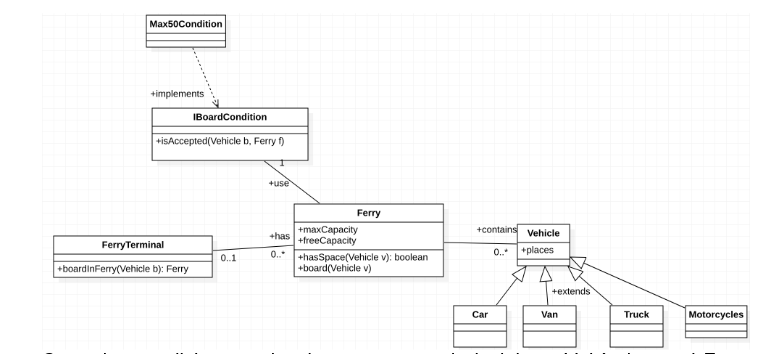 Max50Condition
+implements
IBoardCondition
+isAccepted(Vehicle b, Ferry f)
1
+use
Ferry
+maxCapacity
+freeCapacity
+hasSpace(Vehicle v): boolean
+board(Vehicle v)
FerryTerminal
+boardInFerry(Vehicle b): Ferry
0..1
+has
0..*
+contains
0..*
Vehicle
+places
+extends
Car
Van
Truck
Motorcycles